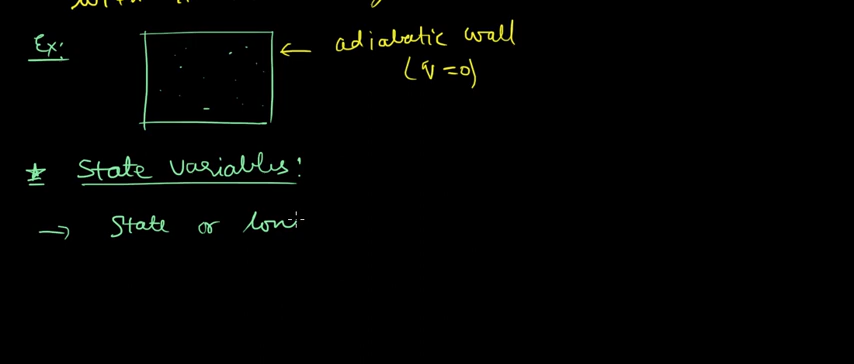 Ex:
← adiabatic wall
(q = 0)
* State variables:
→ State or